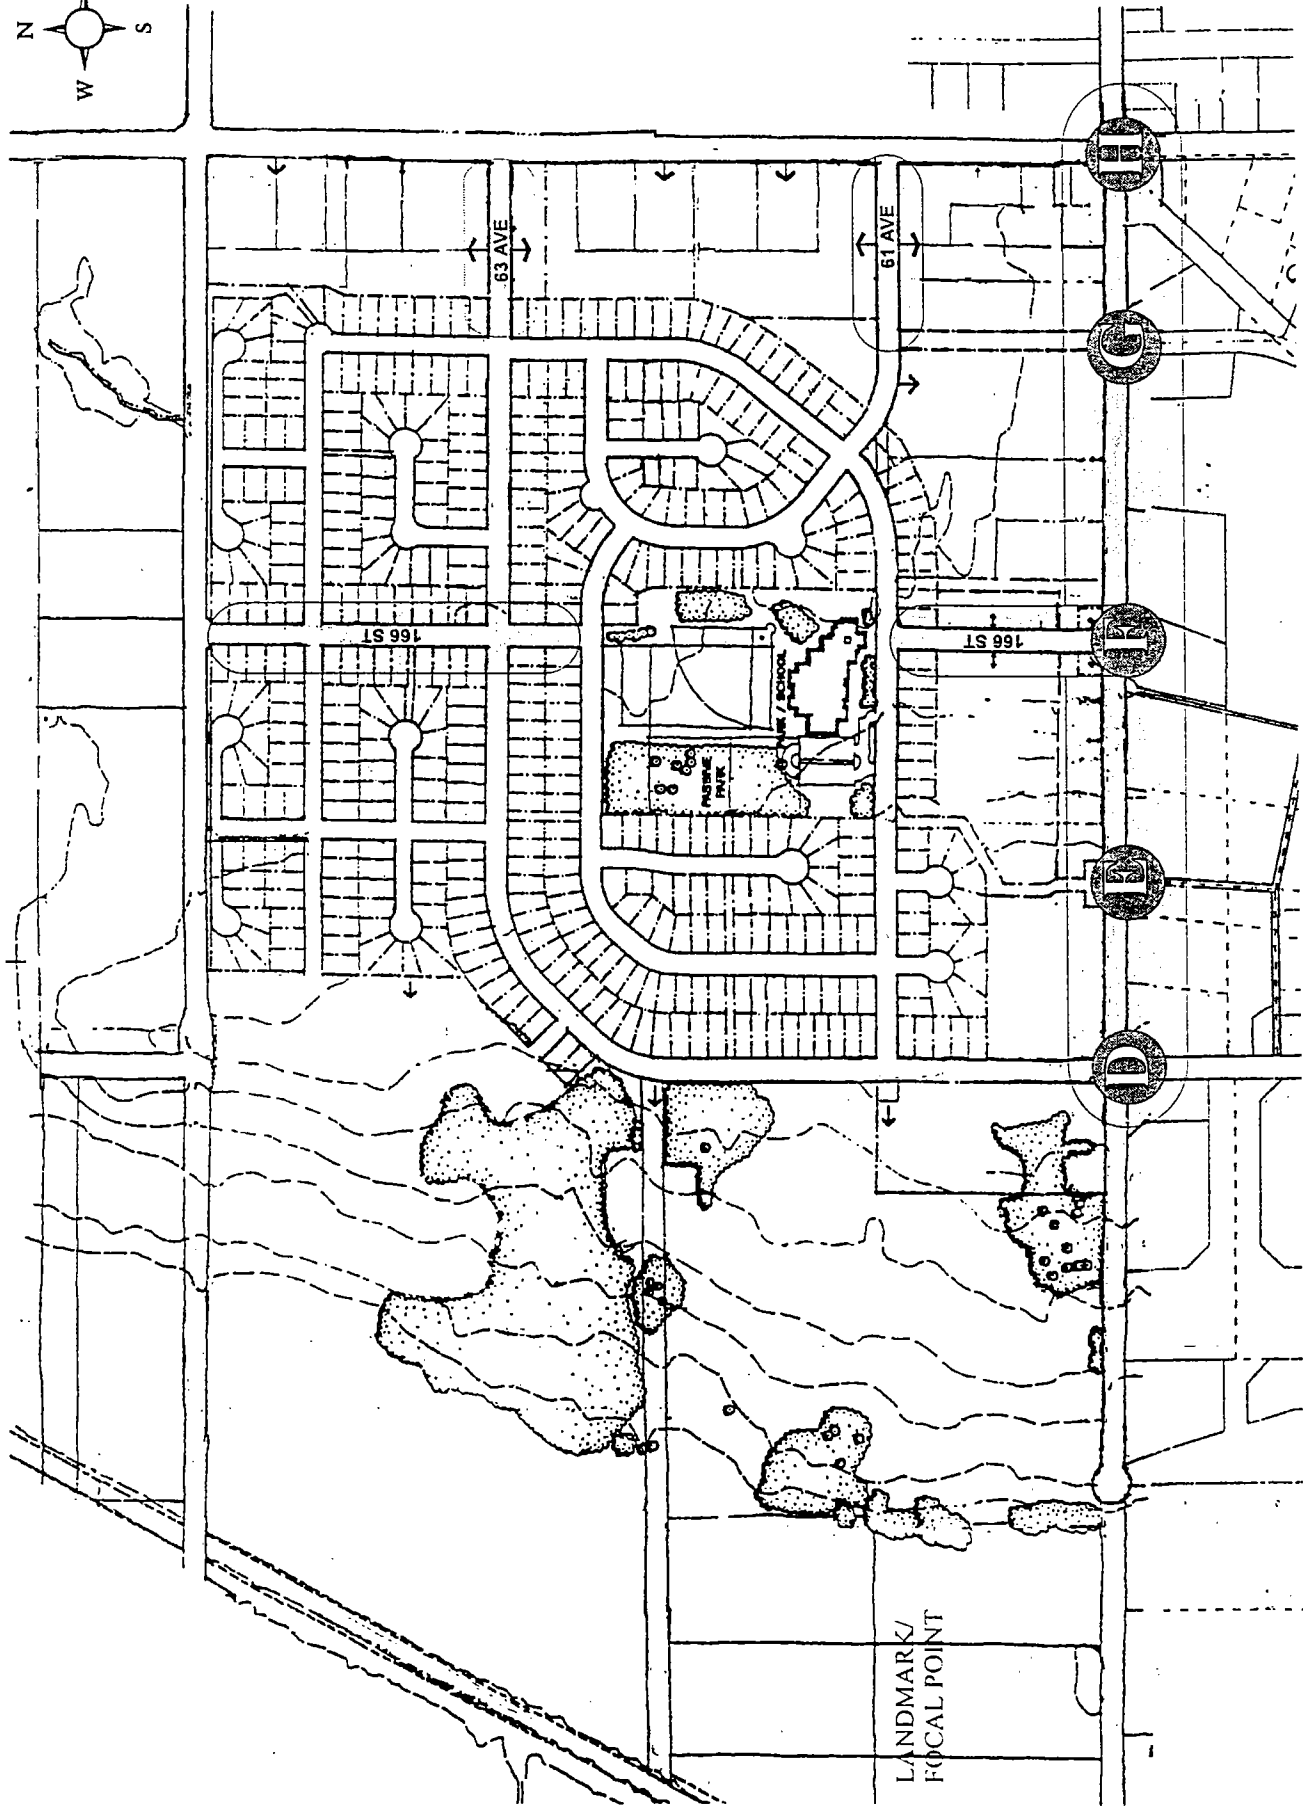 N
S
W
63 AVE
61 AVE
166 ST
166 ST
PARK / SCHOOL
PASSIVE
PARK
H
G
F
E
D
LANDMARK/
FOCAL POINT